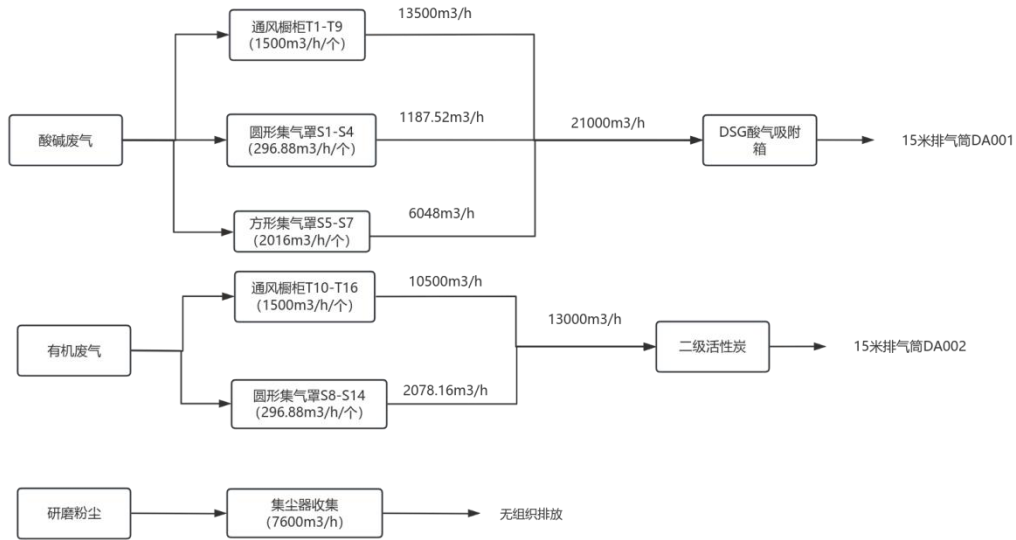 13500m3/h
通风橱柜T1-T9
(1500m3/h/个)
酸碱废气
圆形集气罩S1-S4
(296.88m3/h/个)
1187.52m3/h
21000m3/h
DSG酸气吸附
箱
15米排气筒DA001
方形集气罩S5-S7
(2016m3/h/个)
6048m3/h
通风橱柜T10-T16
(1500m3/h/个)
10500m3/h
有机废气
13000m3/h
二级活性炭
15米排气筒DA002
圆形集气罩S8-S14
(296.88m3/h/个)
2078.16m3/h
研磨粉尘
集尘器收集
(7600m3/h)
无组织排放